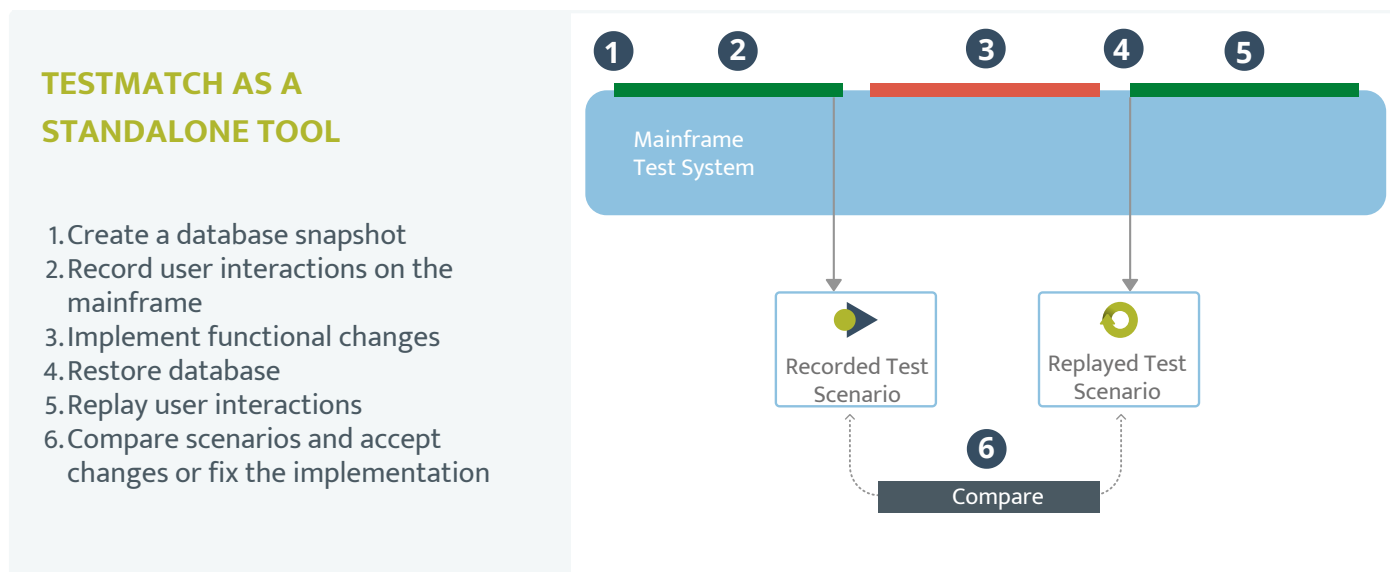 TESTMATCH AS A
STANDALONE TOOL
1. Create a database snapshot
2. Record user interactions on the
mainframe
3. Implement functional changes
4. Restore database
5. Replay user interactions
6. Compare scenarios and accept
changes or fix the implementation
1 2 3 4 5
Mainframe
Test System
Recorded Test
Scenario
Replayed Test
Scenario
6
Compare